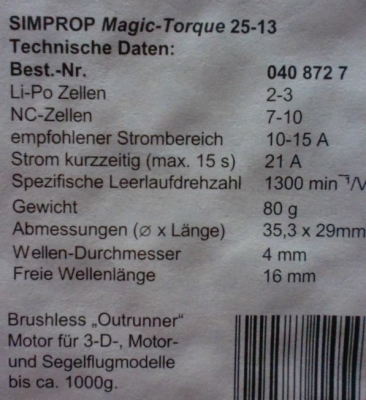 SIMPROP Magic-Torque 25-13
Technische Daten:
Best.-Nr. 040 872 7
Li-Po Zellen 2-3
NC-Zellen 7-10
empfohlener Strombereich 10-15 A
Strom kurzzeitig (max. 15 s) 21 A
Spezifische Leerlaufdrehzahl 1300 min⁻¹/V
Gewicht 80 g
Abmessungen (∅ x Länge) 35,3 x 29mm
Wellen-Durchmesser 4 mm
Freie Wellenlänge 16 mm
Brushless „Outrunner“
Motor für 3-D-, Motor-
und Segelflugmodelle
bis ca. 1000g.